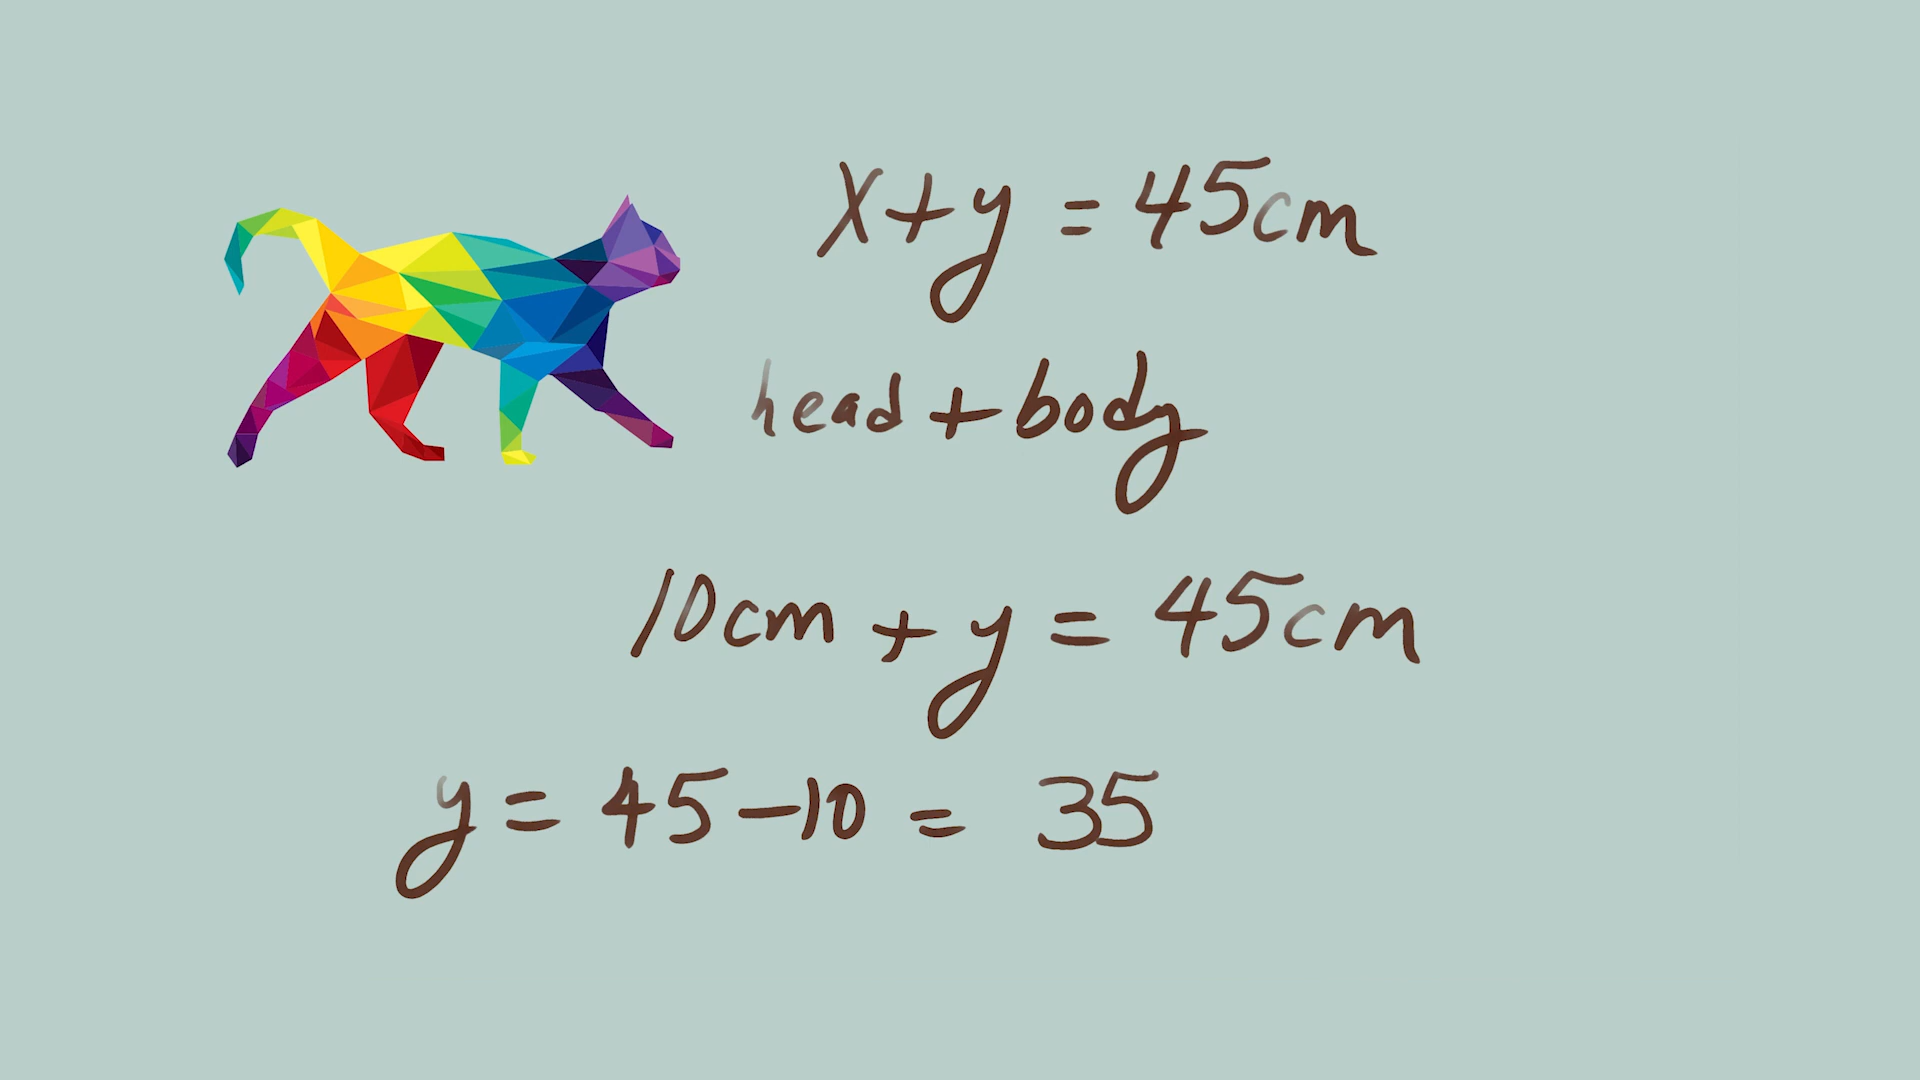 x+y = 45cm
head + body
10cm + y = 45cm
y = 45-10 = 35